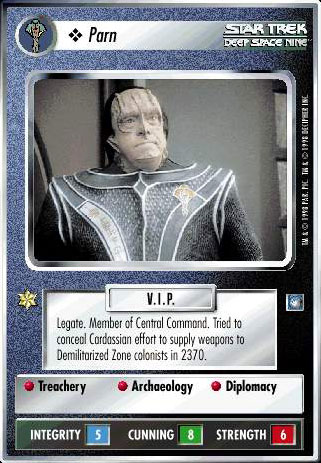 ❖ Parn
STAR TREK
DEEP SPACE NINE
TM & © 1998 PAR. PIC. TM & © 1998 DECIPHER INC.
V.I.P.
Legate. Member of Central Command. Tried to
conceal Cardassian effort to supply weapons to
Demilitarized Zone colonists in 2370.
Treachery Archaeology Diplomacy
INTEGRITY 5 CUNNING 8 STRENGTH 6